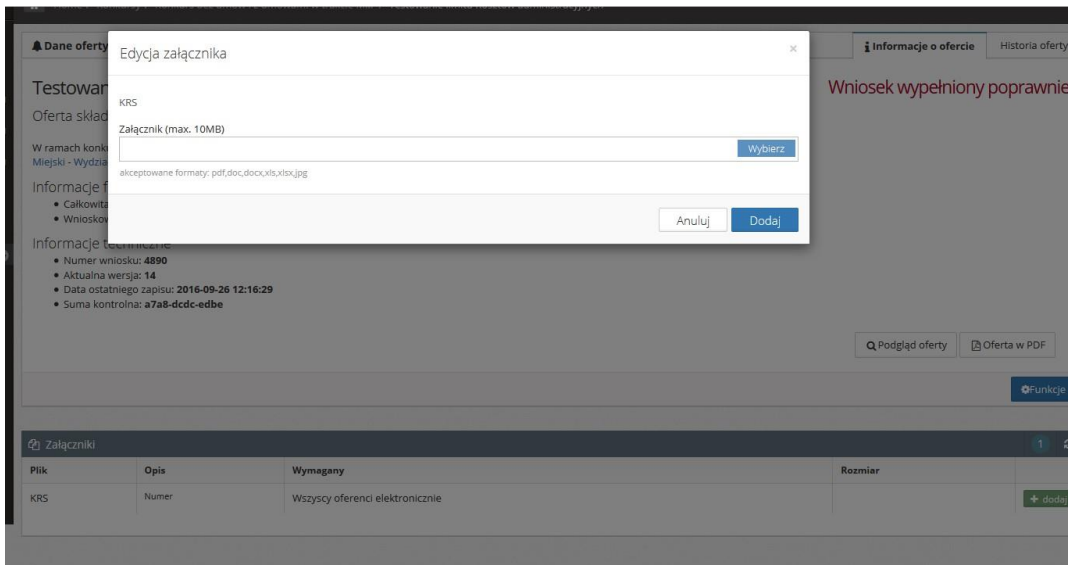 Dane oferty
Edycja załącznika
×
Informacje o ofercie
Historia oferty
Testowan
Wniosek wypełniony poprawnie
KRS
Oferta skład
Załącznik (max. 10MB)
W ramach konku
Wybierz
Miejski - Wydzia
akceptowane formaty: pdf,doc,docx,xls,xlsx,jpg
Informacje f
Całkowita
Wnioskow
Anuluj
Dodaj
Informacje techniczne
Numer wniosku: 4890
Aktualna wersja: 14
Data ostatniego zapisu: 2016-09-26 12:16:29
Suma kontrolna: a7a8-dcdc-edbe
Podgląd oferty
Oferta w PDF
Funkcje
Załączniki
1
Plik Opis Wymagany Rozmiar
KRS Numer Wszyscy oferenci elektronicznie
+ dodaj